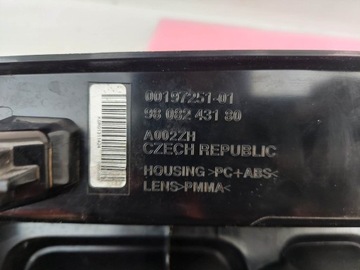 00197251-01
98 082 431 80
A002ZH
CZECH REPUBLIC
HOUSING >PC+ABS<
LENS>PMMA<